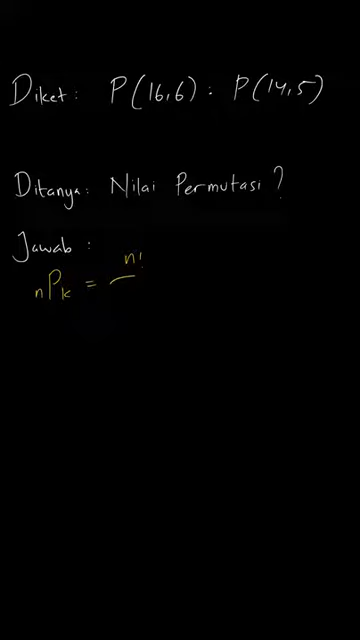 Diket: P(16,6) : P(14,5)
Ditanya: Nilai Permutasi?
Jawab :
nPk = n!